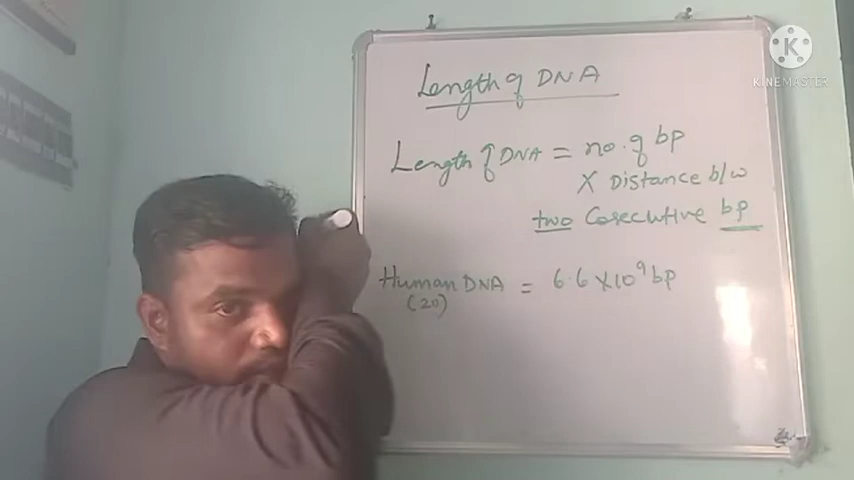 Length of DNA
Length of DNA = no. of bp
X Distance b/w
two Cosecutive bp
Human DNA = 6.6 X 10⁹ bp
(2n)
KINEMASTER